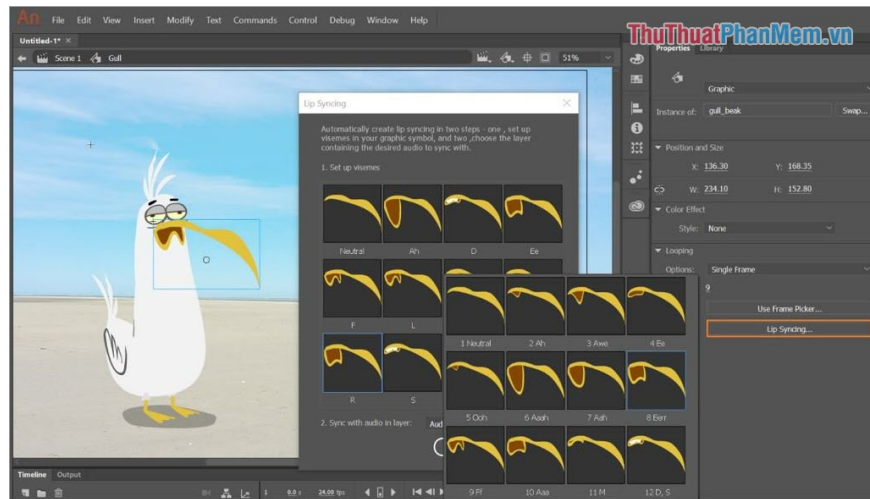 An File Edit View Insert Modify Text Commands Control Debug Window Help
ThuThuatPhanMem.vn
Untitled-1* ×
Properties Library
Scene 1 Gull 51%
Graphic
Instance of: gull_beak Swap...
Position and Size
X: 136.30 Y: 168.35
W: 234.10 H: 152.80
Color Effect
Style: None
Looping
Options: Single Frame
9
Use Frame Picker...
Lip Syncing...
Lip Syncing
Automatically create lip syncing in two steps - one , set up
visemes in your graphic symbol, and two ,choose the layer
containing the desired audio to sync with.
1. Set up visemes
Neutral Ah D Ee
F L
R S
2. Sync with audio in layer: Aud
1 Neutral 2 Ah 3 Awe 4 Ee
5 Ooh 6 Aaah 7 Aah 8 Eerr
9 Ff 10 Aaa 11 M 12 D, S
Timeline Output
1 0.0 s 24.00 fps